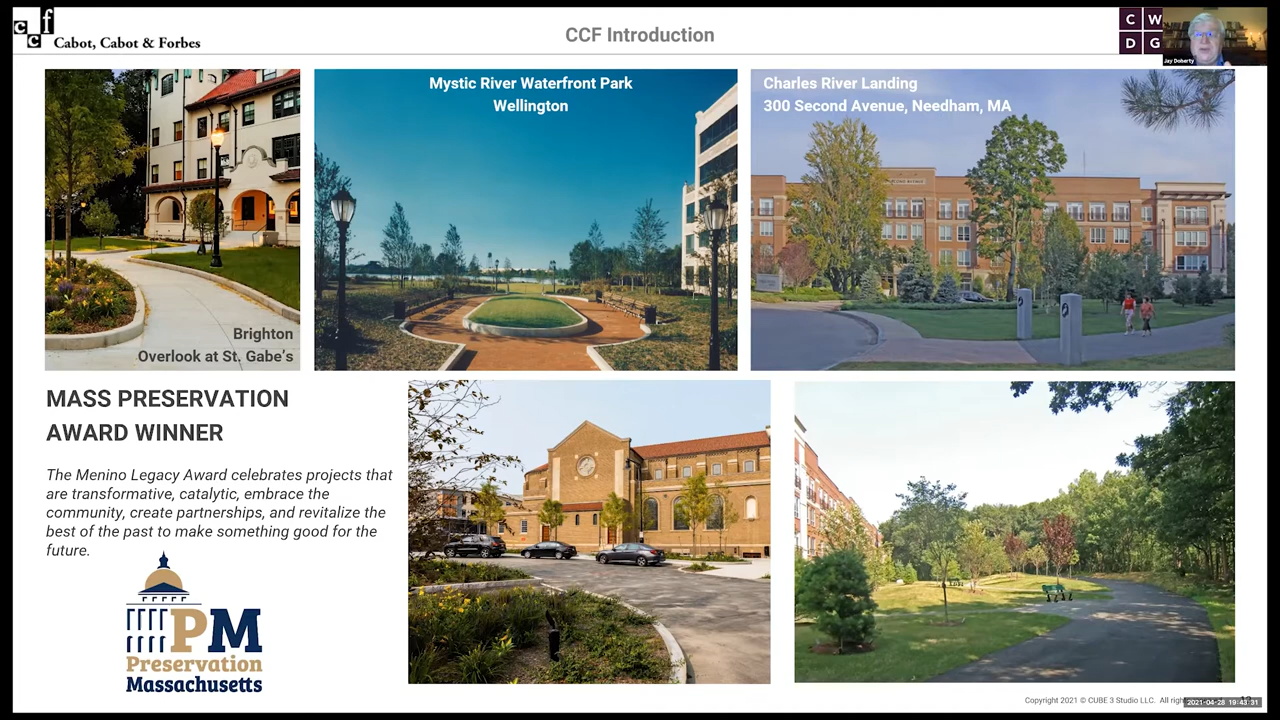 c c f
Cabot, Cabot & Forbes
CCF Introduction
C W
D G
Jay Doherty
Mystic River Waterfront Park
Wellington
Charles River Landing
300 Second Avenue, Needham, MA
Brighton
Overlook at St. Gabe's
MASS PRESERVATION
AWARD WINNER
The Menino Legacy Award celebrates projects that
are transformative, catalytic, embrace the
community, create partnerships, and revitalize the
best of the past to make something good for the
future.
PM
Preservation
Massachusetts
Copyright 2021 © CUBE 3 Studio LLC. All
2021-04-28 19:43:31